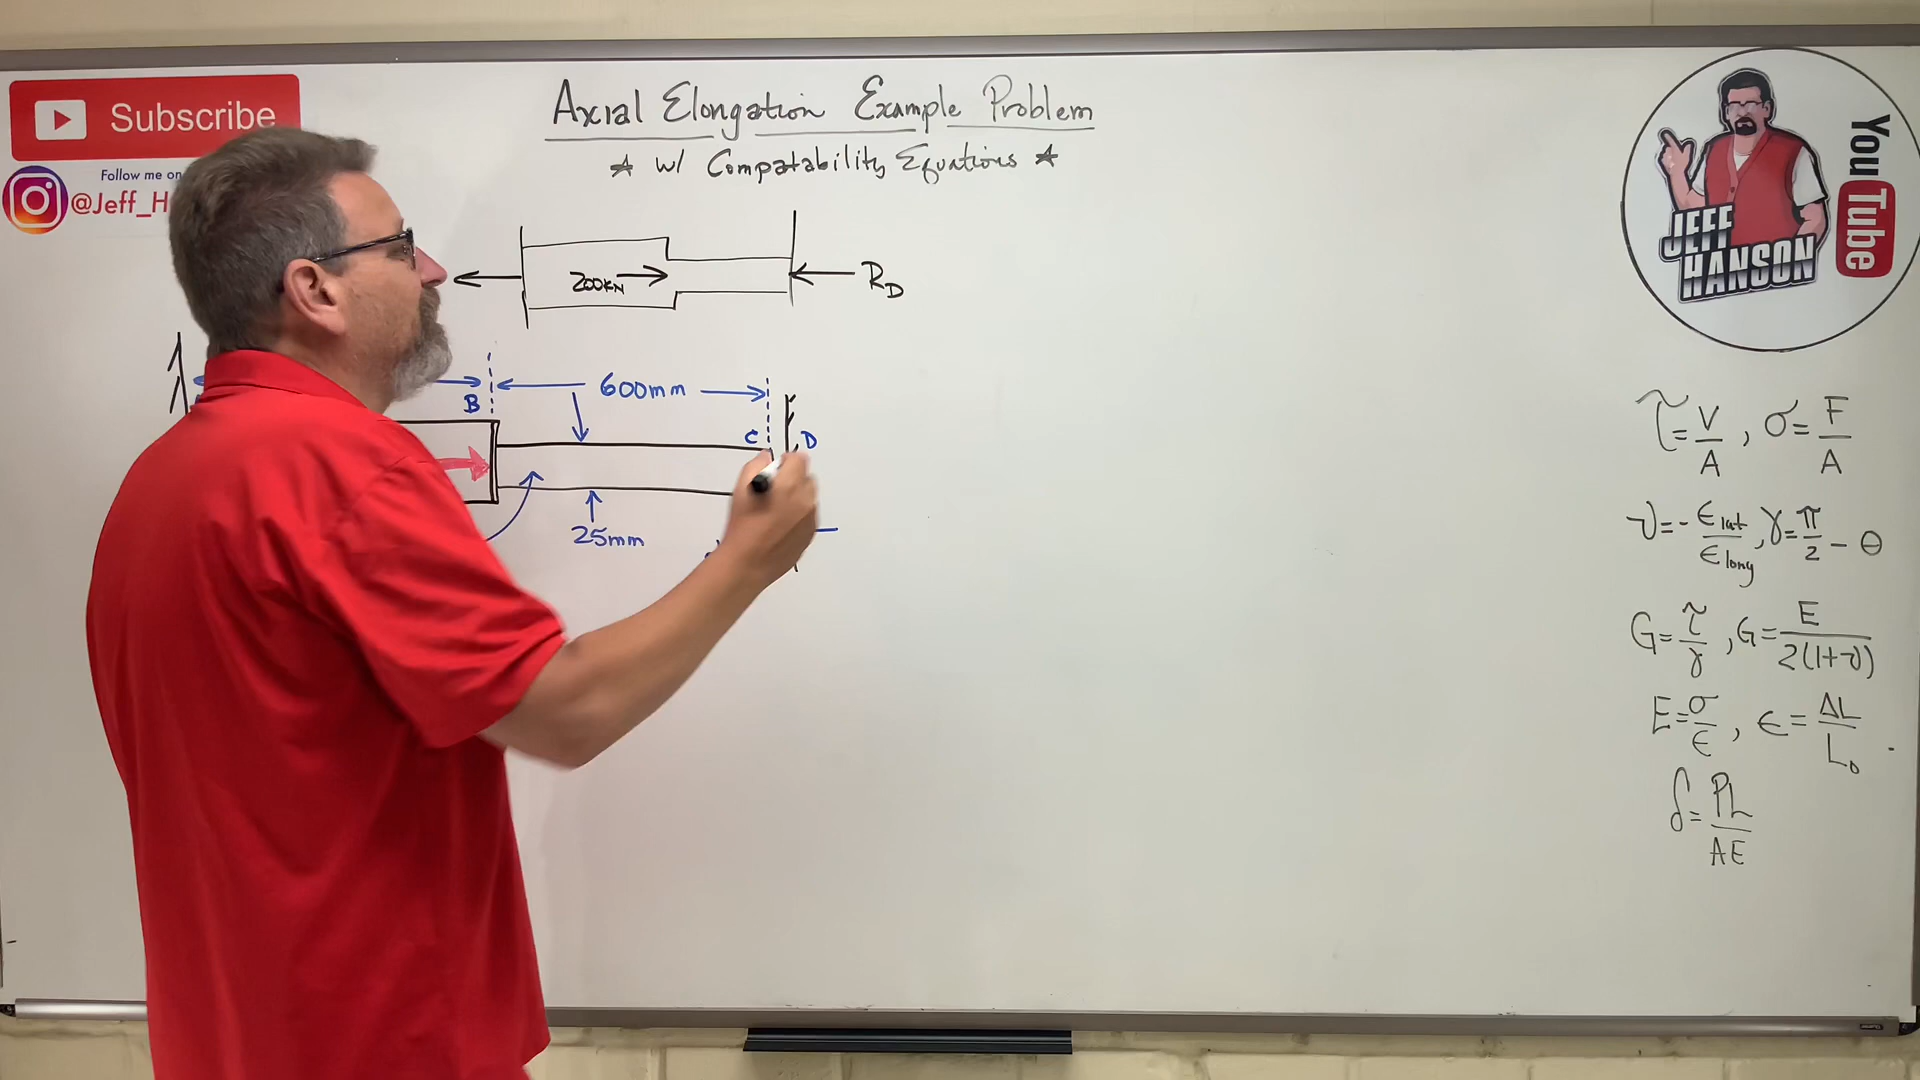 Subscribe
Follow me on
@Jeff_H
Axial Elongation Example Problem
* w/ Compatability Equations *
200KN
R_D
B
600mm
C
D
25mm
YouTube
JEFF
HANSON
τ = V/A , σ = F/A
ν = - ϵ_lat/ϵ_long , γ = π/2 - θ
G = τ/γ , G = E/2(1+ν)
E = σ/ϵ , ϵ = ΔL/L_0
δ = PL/AE